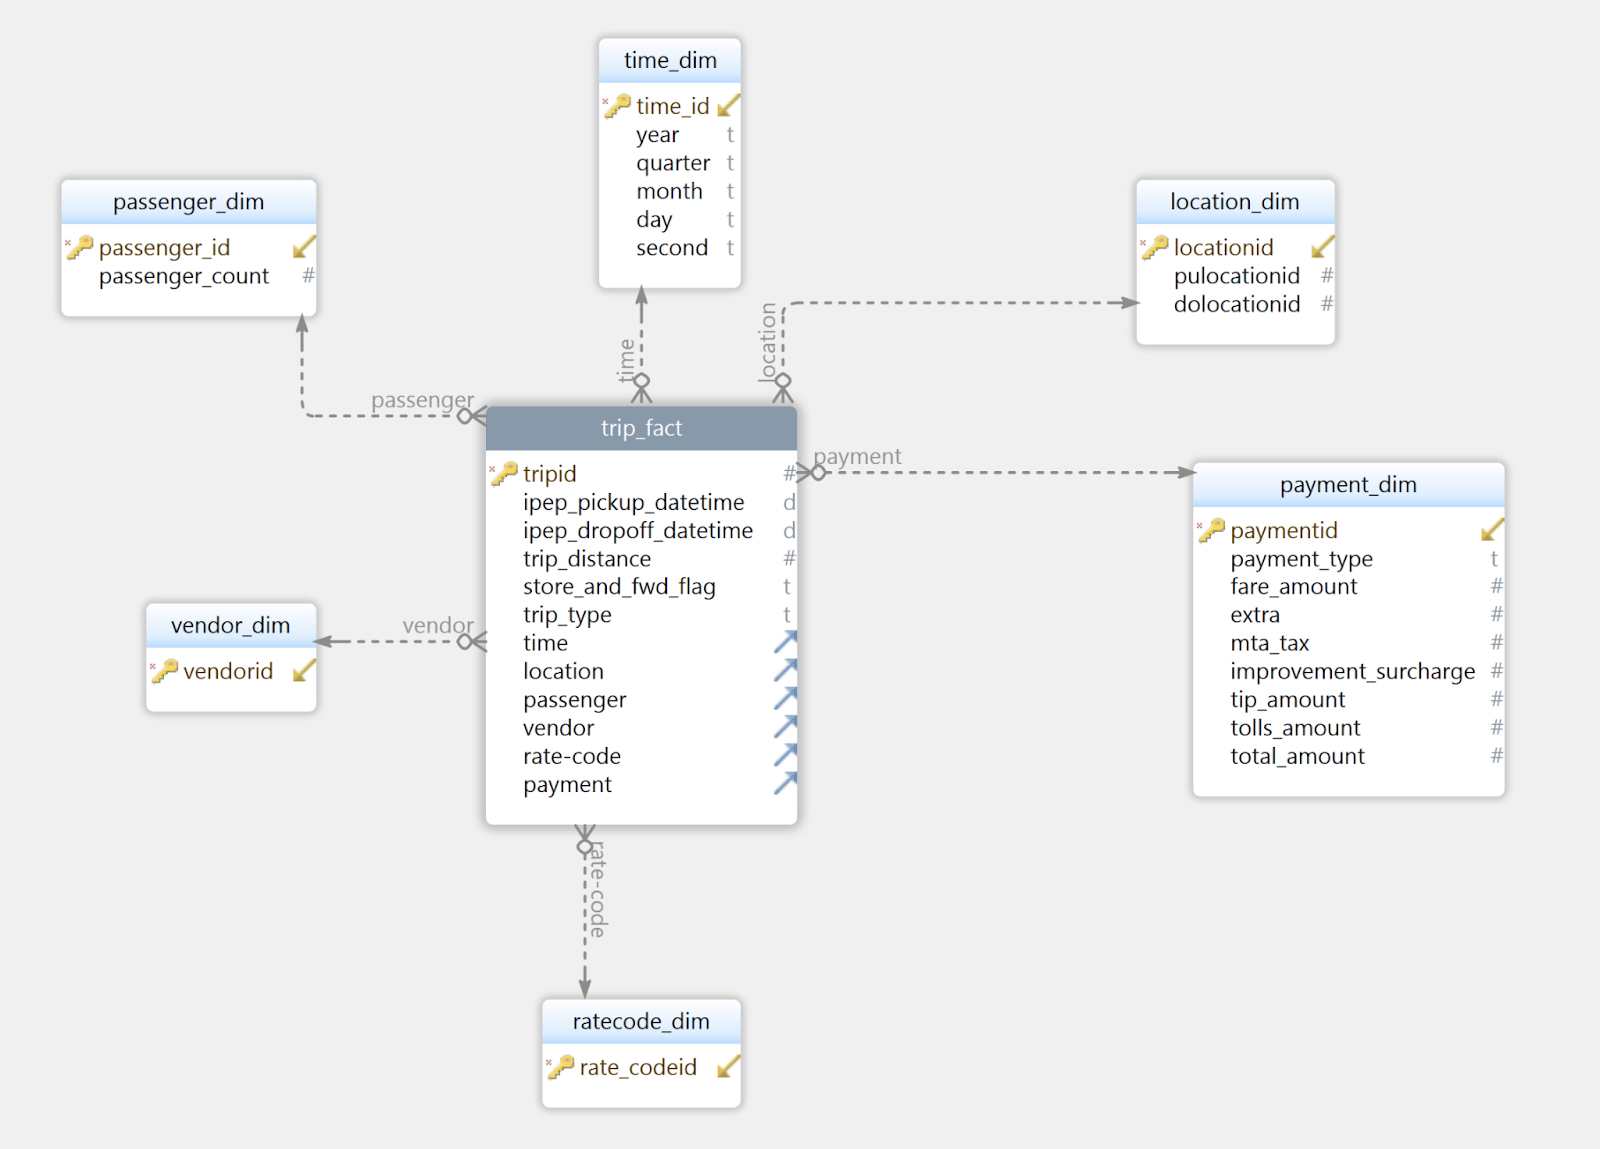 time_dim
time_id
year t
quarter t
month t
day t
second t
passenger_dim
passenger_id
passenger_count #
location_dim
locationid
pulocationid #
dolocationid #
time
location
passenger
trip_fact
tripid #
ipep_pickup_datetime d
ipep_dropoff_datetime d
trip_distance #
store_and_fwd_flag t
trip_type t
time
location
passenger
vendor
rate-code
payment
payment
payment_dim
paymentid
payment_type t
fare_amount #
extra #
mta_tax #
improvement_surcharge #
tip_amount #
tolls_amount #
total_amount #
vendor_dim
vendorid
vendor
rate-code
ratecode_dim
rate_codeid